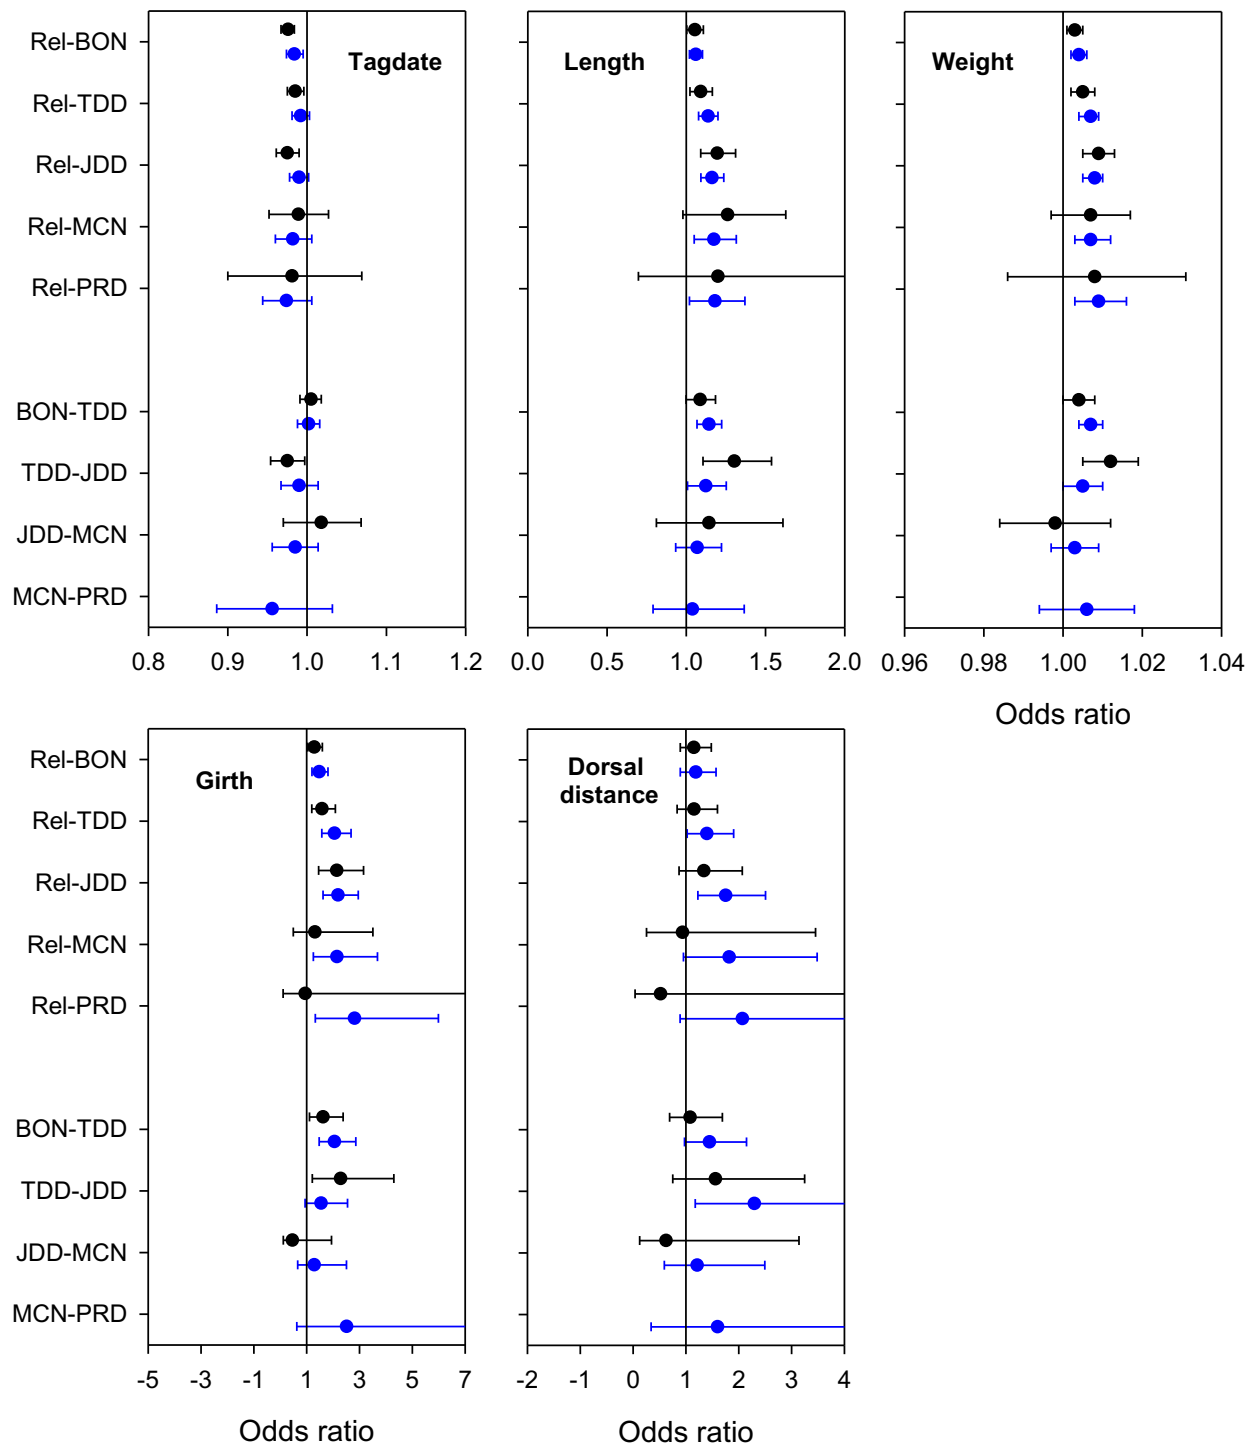 Rel-BON
Rel-TDD
Rel-JDD
Rel-MCN
Rel-PRD
BON-TDD
TDD-JDD
JDD-MCN
MCN-PRD
Tagdate
0.8 0.9 1.0 1.1 1.2
Length
0.0 0.5 1.0 1.5 2.0
Weight
0.96 0.98 1.00 1.02 1.04
Odds ratio
Rel-BON
Rel-TDD
Rel-JDD
Rel-MCN
Rel-PRD
BON-TDD
TDD-JDD
JDD-MCN
MCN-PRD
Girth
-5 -3 -1 1 3 5 7
Odds ratio
Dorsal
distance
-2 -1 0 1 2 3 4
Odds ratio